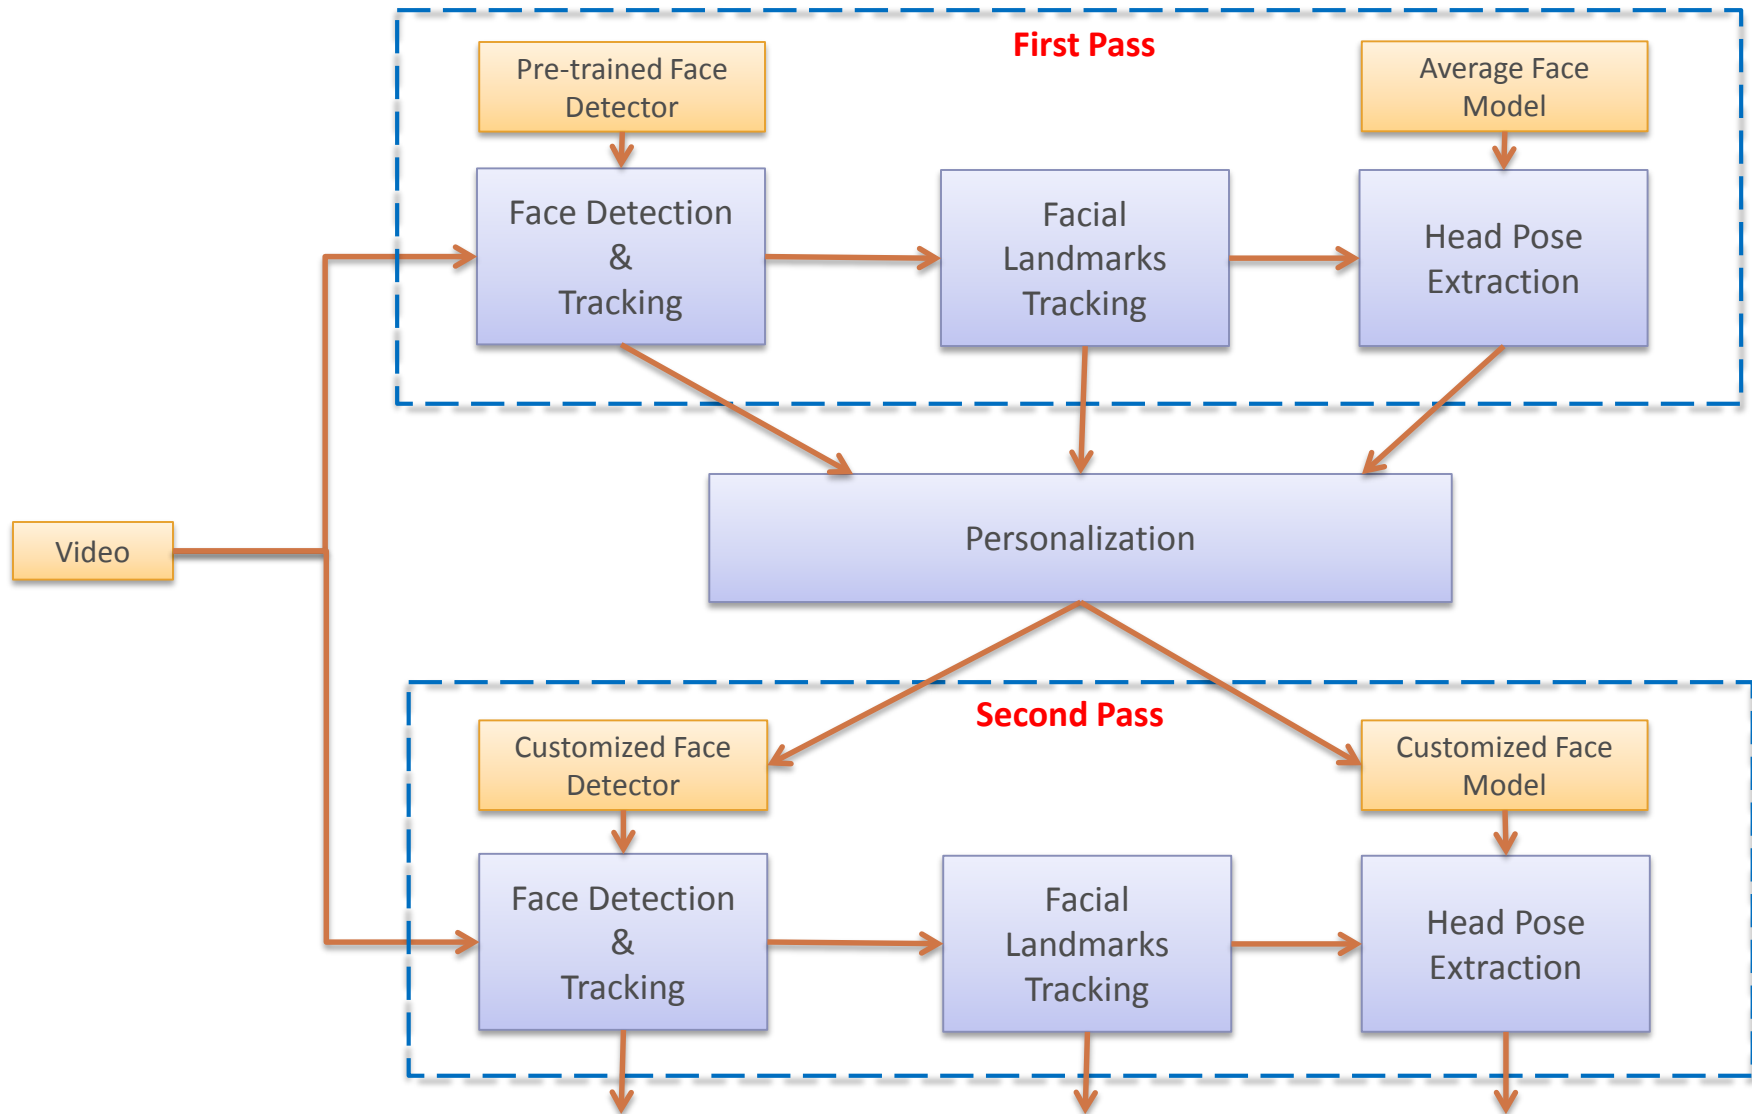 First Pass
Pre-trained Face
Detector
Average Face
Model
Face Detection
&
Tracking
Facial
Landmarks
Tracking
Head Pose
Extraction
Personalization
Video
Second Pass
Customized Face
Detector
Customized Face
Model
Face Detection
&
Tracking
Facial
Landmarks
Tracking
Head Pose
Extraction